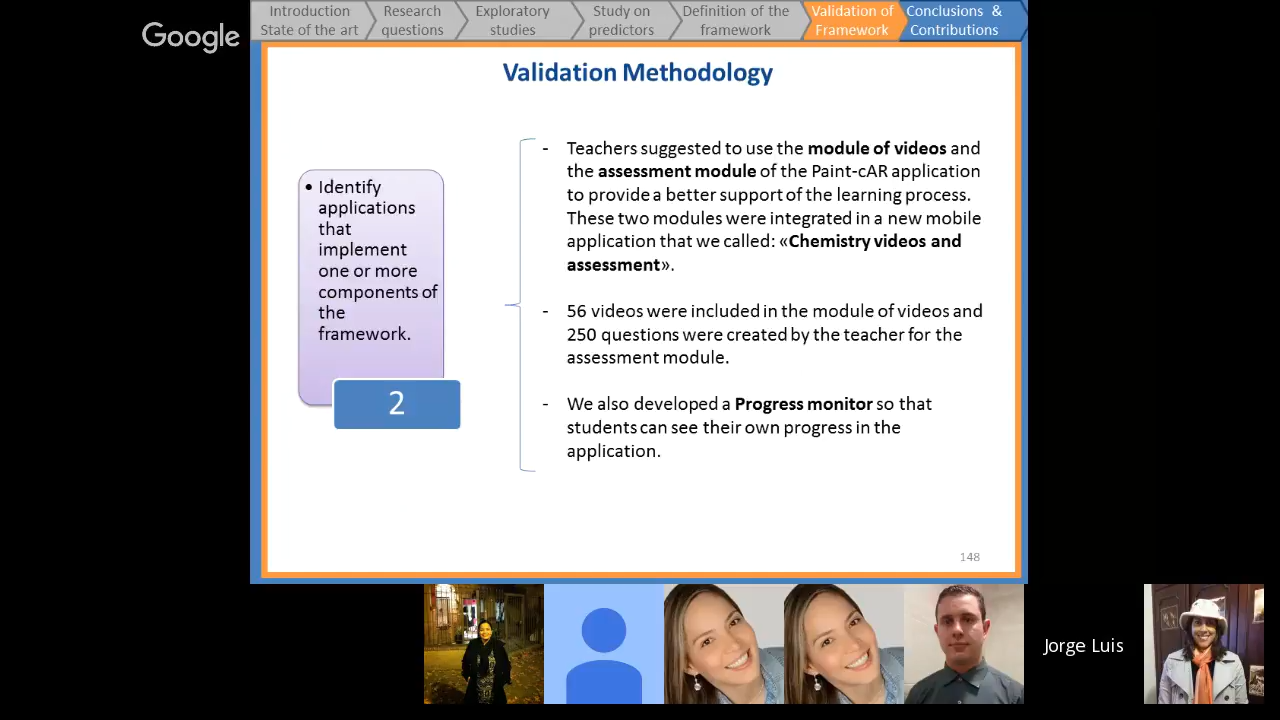 Google
Introduction
State of the art
Research
questions
Exploratory
studies
Study on
predictors
Definition of the
framework
Validation of
Framework
Conclusions &
Contributions
Validation Methodology
• Identify
applications
that
implement
one or more
components of
the
framework.
2
- Teachers suggested to use the module of videos and
the assessment module of the Paint-cAR application
to provide a better support of the learning process.
These two modules were integrated in a new mobile
application that we called: «Chemistry videos and
assessment».
- 56 videos were included in the module of videos and
250 questions were created by the teacher for the
assessment module.
- We also developed a Progress monitor so that
students can see their own progress in the
application.
148
Jorge Luis